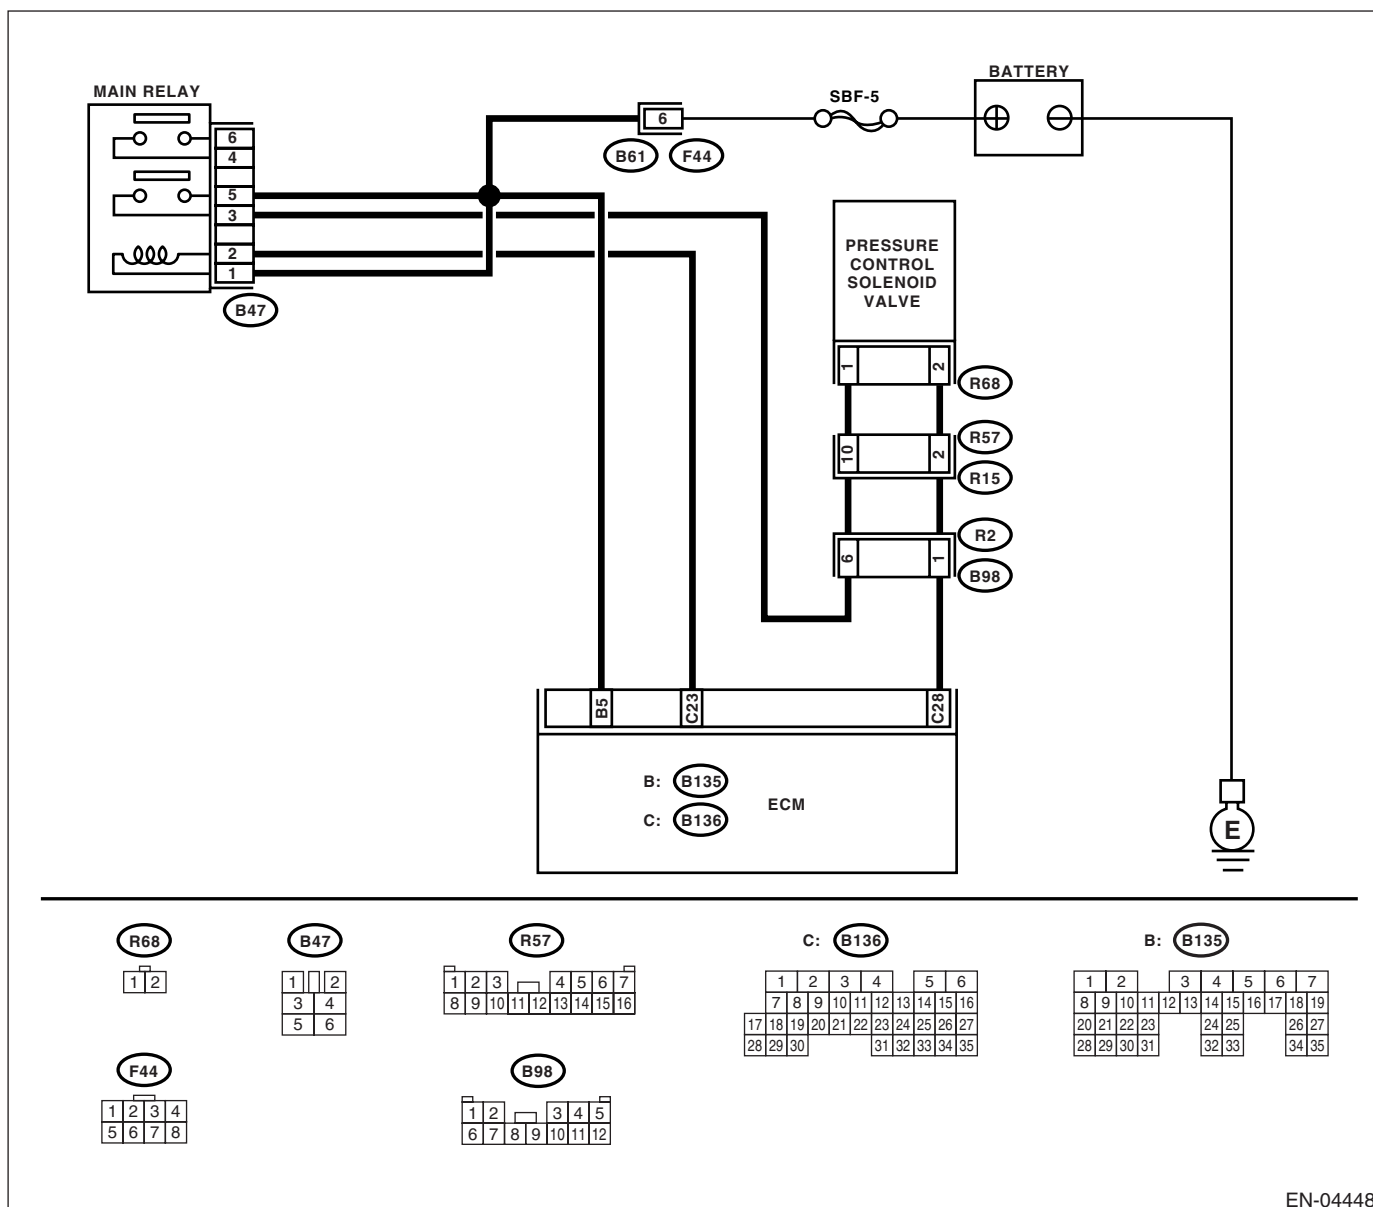 BATTERY
MAIN RELAY
SBF-5
6
6
4
B61
F44
5
3
2
1
B47
PRESSURE
CONTROL
SOLENOID
VALVE
1 2
R68
R57
10 2
R15
R2
6 1
B98
B5 C23 C28
B: B135
ECM
C: B136
E
R68
1 2
B47
1 2
3 4
5 6
R57
1 2 3 4 5 6 7
8 9 10 11 12 13 14 15 16
C: B136
1 2 3 4 5 6
7 8 9 10 11 12 13 14 15 16
17 18 19 20 21 22 23 24 25 26 27
28 29 30 31 32 33 34 35
B: B135
1 2 3 4 5 6 7
8 9 10 11 12 13 14 15 16 17 18 19
20 21 22 23 24 25 26 27
28 29 30 31 32 33 34 35
F44
1 2 3 4
5 6 7 8
B98
1 2 3 4 5
6 7 8 9 10 11 12
EN-04448